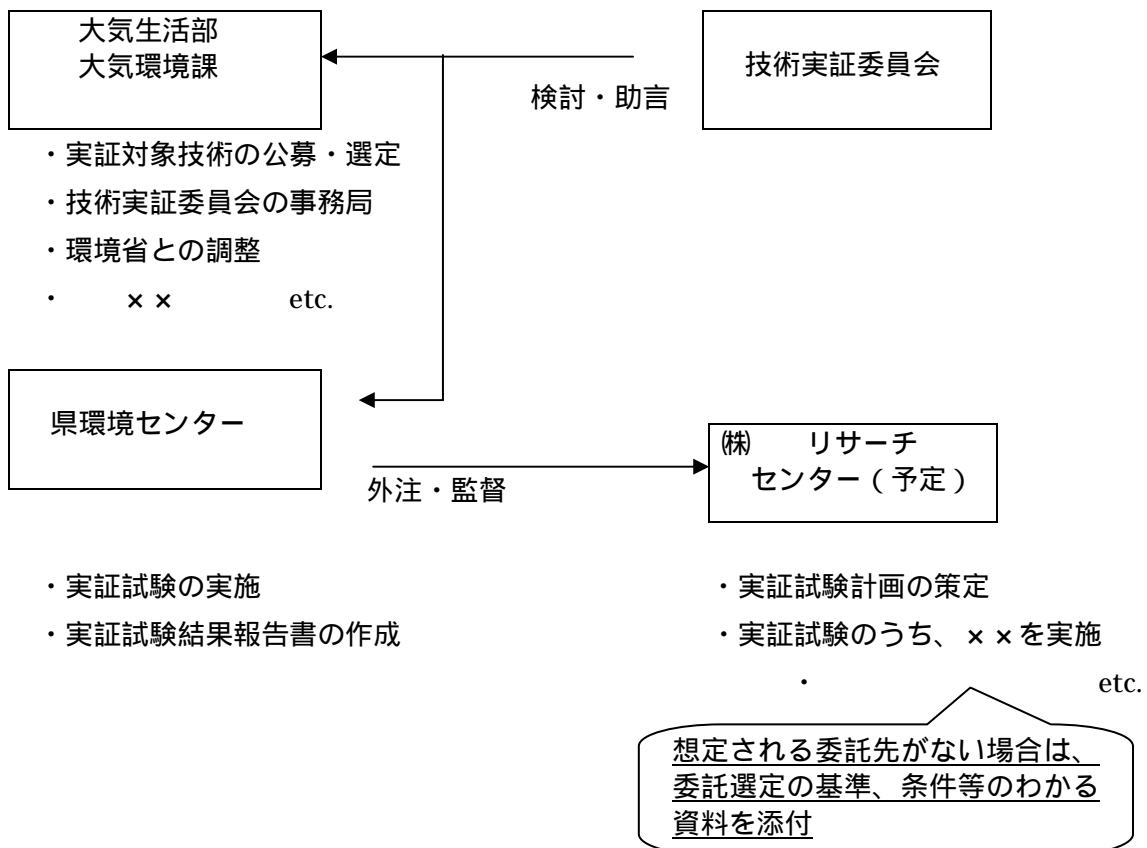 大気生活部
大気環境課
技術実証委員会
検討・助言
・実証対象技術の公募・選定
・技術実証委員会の事務局
・環境省との調整
・　　××　　　　etc.
県環境センター
㈱　　リサーチ
センター（予定）
外注・監督
・実証試験の実施
・実証試験結果報告書の作成
・実証試験計画の策定
・実証試験のうち、××を実施
・　　　　　　　　etc.
想定される委託先がない場合は、
委託選定の基準、条件等のわかる
資料を添付